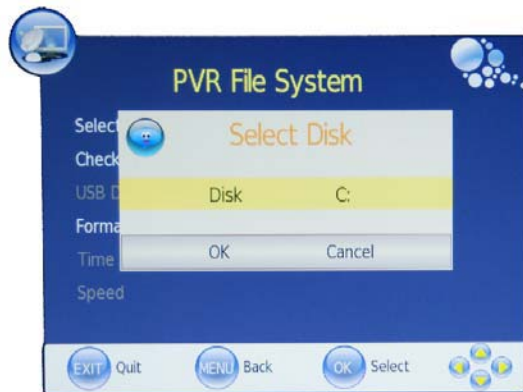 PVR File System
Select
Select Disk
Check
USB D
Disk C:
Forma
OK Cancel
Time
Speed
EXIT Quit MENU Back OK Select